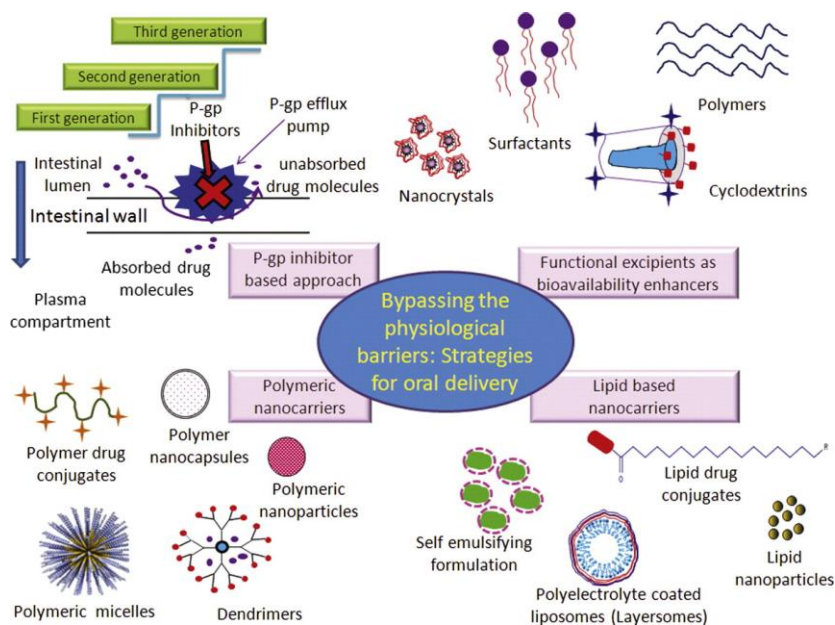 Third generation
Second generation
First generation
P-gp
Inhibitors
P-gp efflux
pump
Intestinal
lumen
unabsorbed
drug molecules
Intestinal wall
Absorbed drug
molecules
Plasma
compartment
Surfactants
Polymers
Nanocrystals
Cyclodextrins
P-gp inhibitor
based approach
Functional excipients as
bioavailability enhancers
Bypassing the
physiological
barriers: Strategies
for oral delivery
Polymeric
nanocarriers
Lipid based
nanocarriers
Polymer drug
conjugates
Polymer
nanocapsules
Polymeric
nanoparticles
Polymeric micelles
Dendrimers
O
R
Lipid drug
conjugates
Self emulsifying
formulation
Polyelectrolyte coated
liposomes (Layersomes)
Lipid
nanoparticles